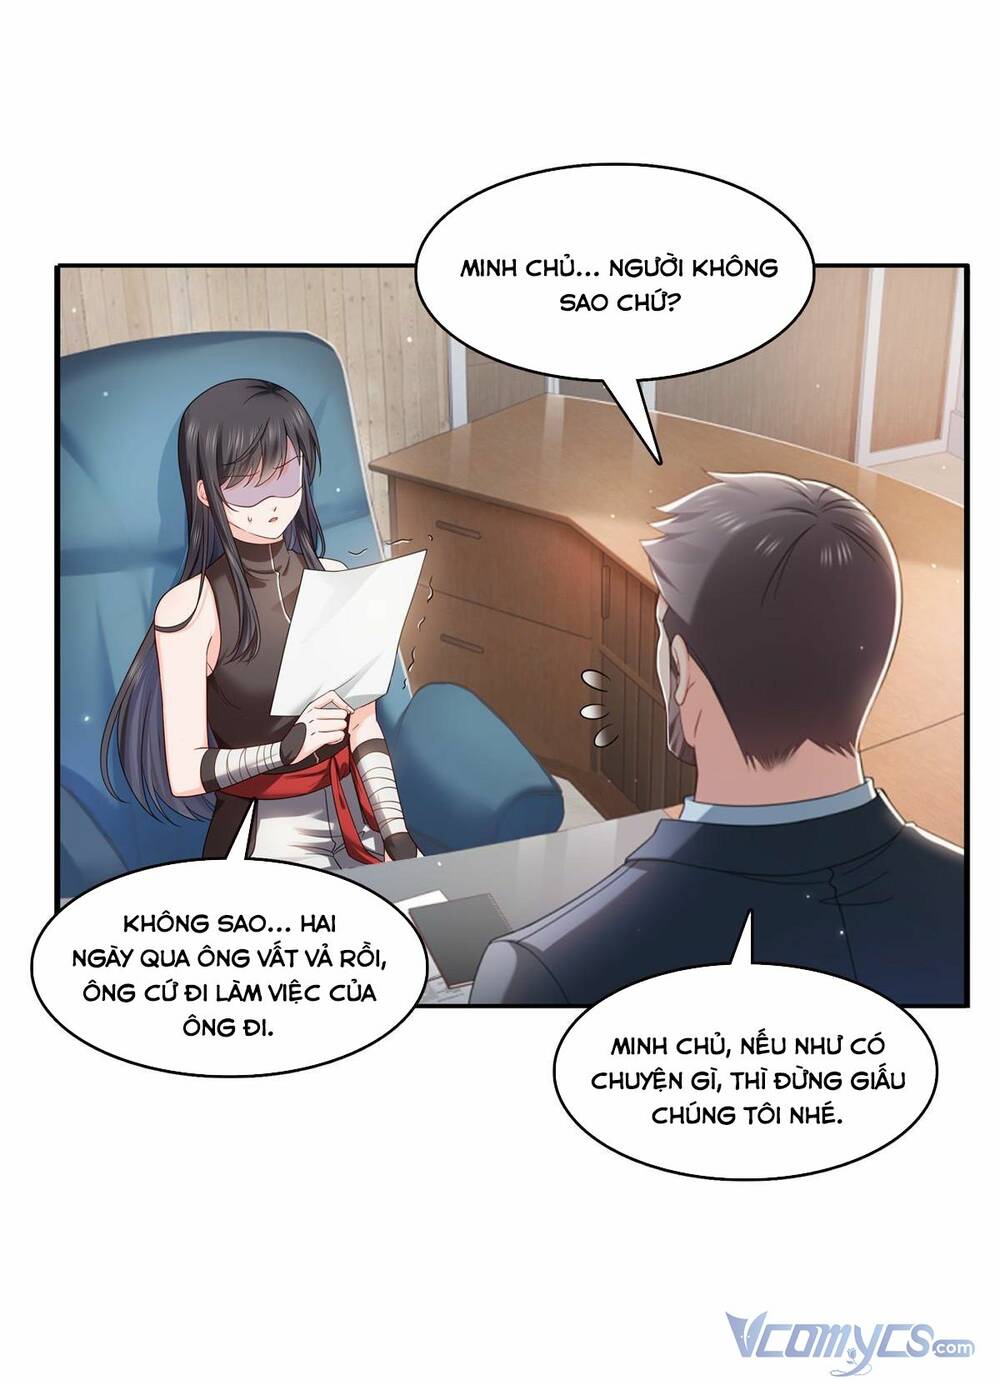 MINH CHỦ... NGƯỜI KHÔNG
SAO CHỨ?
KHÔNG SAO... HAI
NGÀY QUA ÔNG VẤT VẢ RỒI,
ÔNG CỨ ĐI LÀM VIỆC CỦA
ÔNG ĐI.
MINH CHỦ, NẾU NHƯ CÓ
CHUYỆN GÌ, THÌ ĐỪNG GIẤU
CHÚNG TÔI NHÉ.
VCOMYCS.com